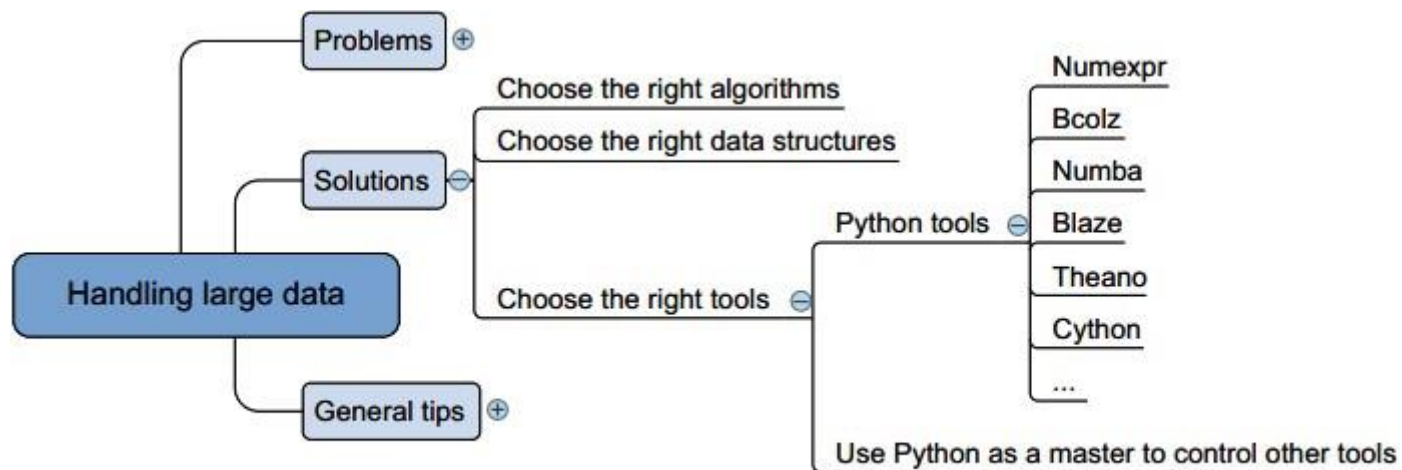 Problems
Choose the right algorithms
Choose the right data structures
Solutions
Handling large data
Choose the right tools
Python tools
Numexpr
Bcolz
Numba
Blaze
Theano
Cython
...
Use Python as a master to control other tools
General tips